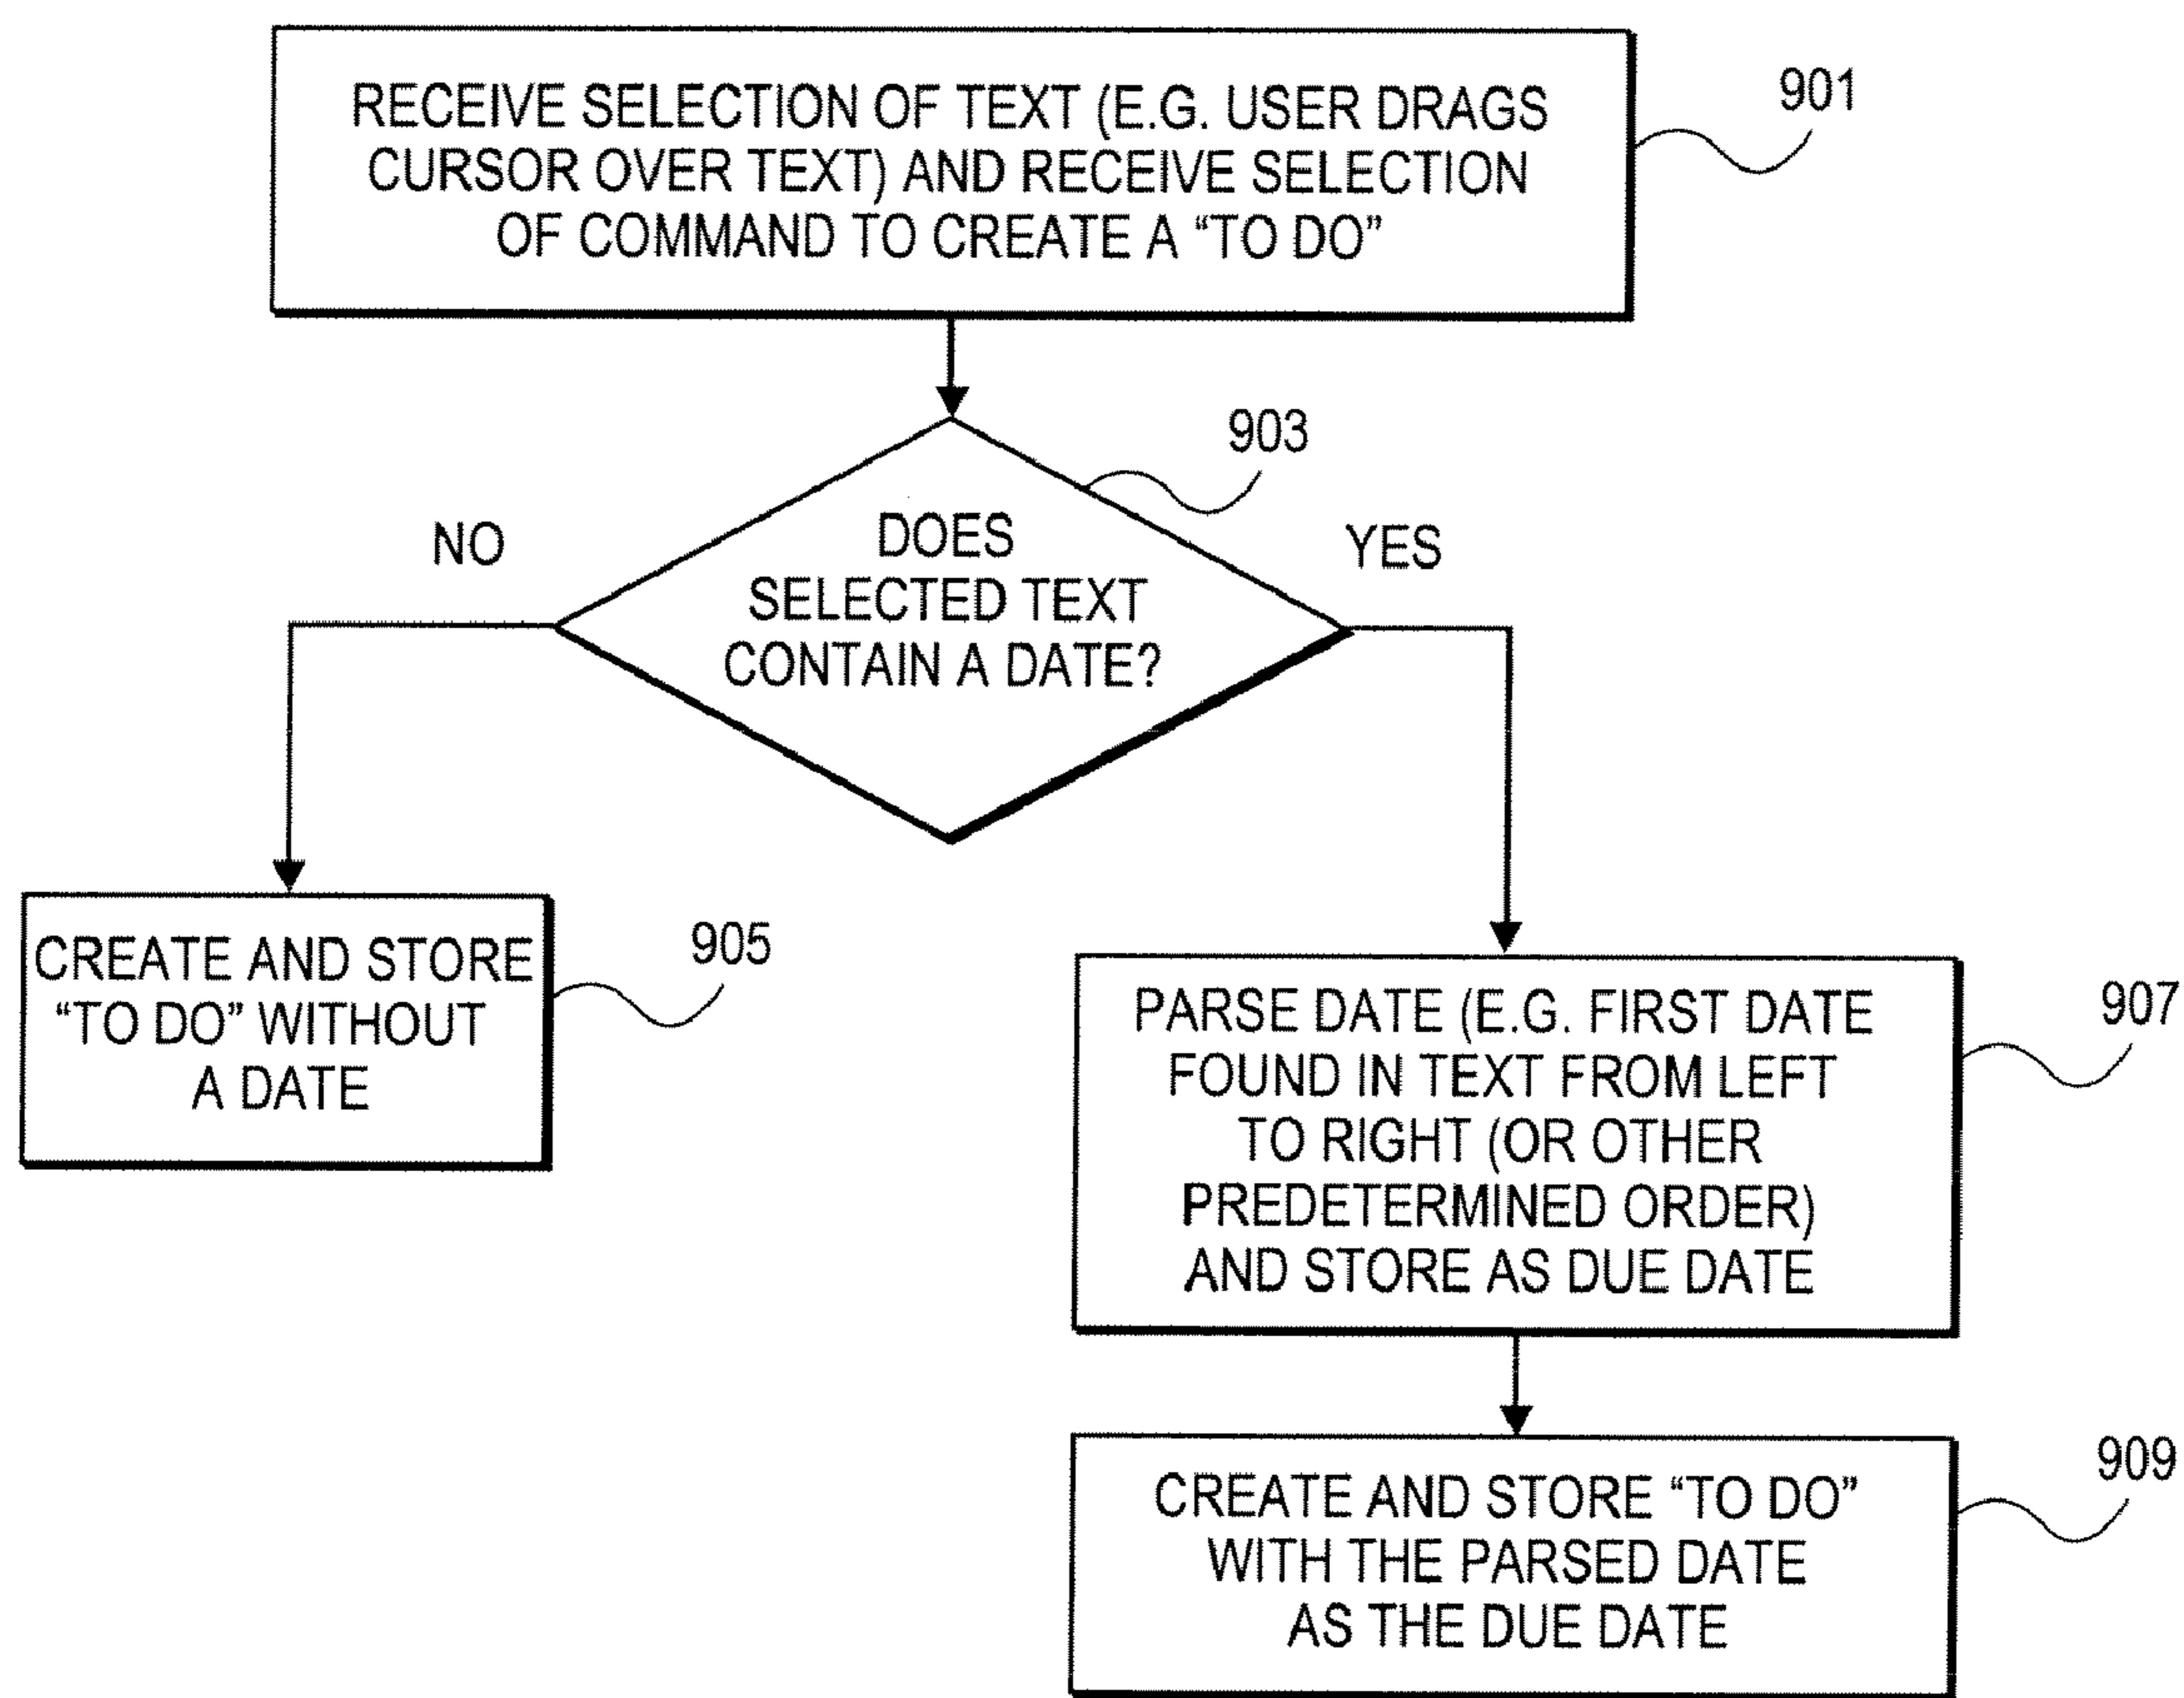 RECEIVE SELECTION OF TEXT (E.G. USER DRAGS
CURSOR OVER TEXT) AND RECEIVE SELECTION
OF COMMAND TO CREATE A “TO DO”
901
903
DOES
SELECTED TEXT
CONTAIN A DATE?
NO
YES
CREATE AND STORE
“TO DO” WITHOUT
A DATE
905
PARSE DATE (E.G. FIRST DATE
FOUND IN TEXT FROM LEFT
TO RIGHT (OR OTHER
PREDETERMINED ORDER)
AND STORE AS DUE DATE
907
CREATE AND STORE “TO DO”
WITH THE PARSED DATE
AS THE DUE DATE
909